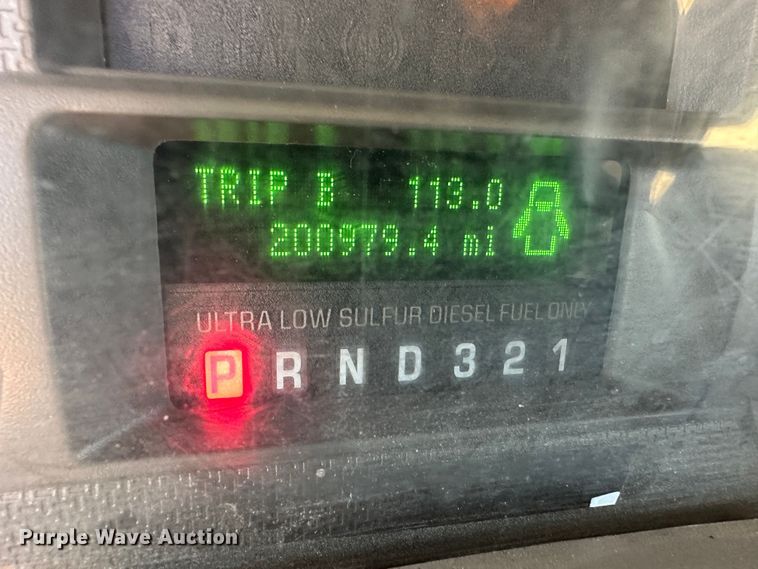 TRIP B 113.0
200979.4 mi
ULTRA LOW SULFUR DIESEL FUEL ONLY
P R N D 3 2 1
Purple Wave Auction